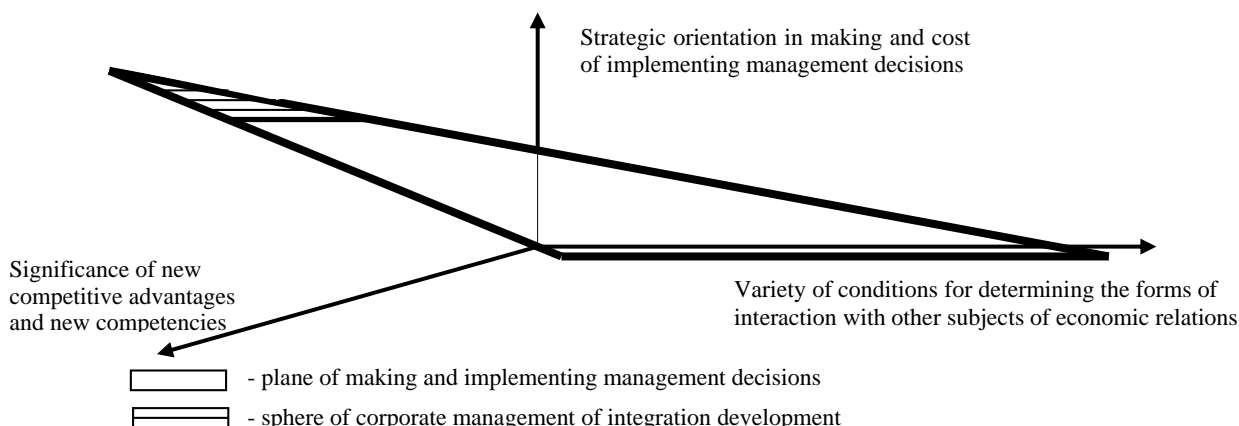 Strategic orientation in making and cost
of implementing management decisions
Significance of new
competitive advantages
and new competencies
Variety of conditions for determining the forms of
interaction with other subjects of economic relations
- plane of making and implementing management decisions
- sphere of corporate management of integration development